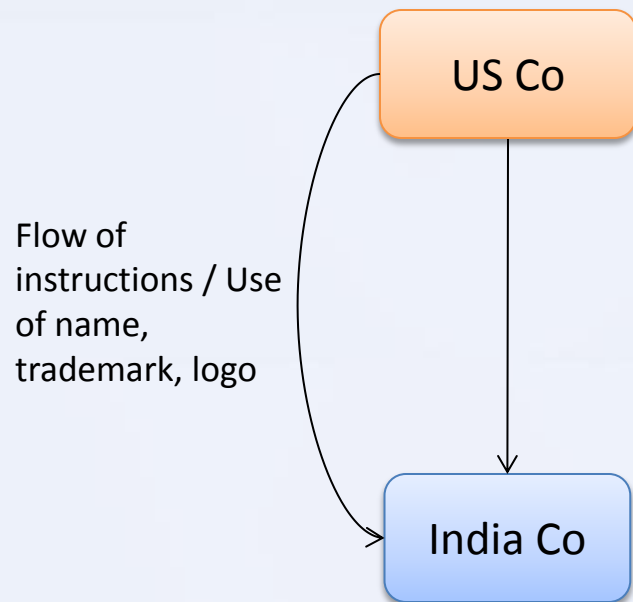 US Co
Flow of
instructions / Use
of name,
trademark, logo
India Co